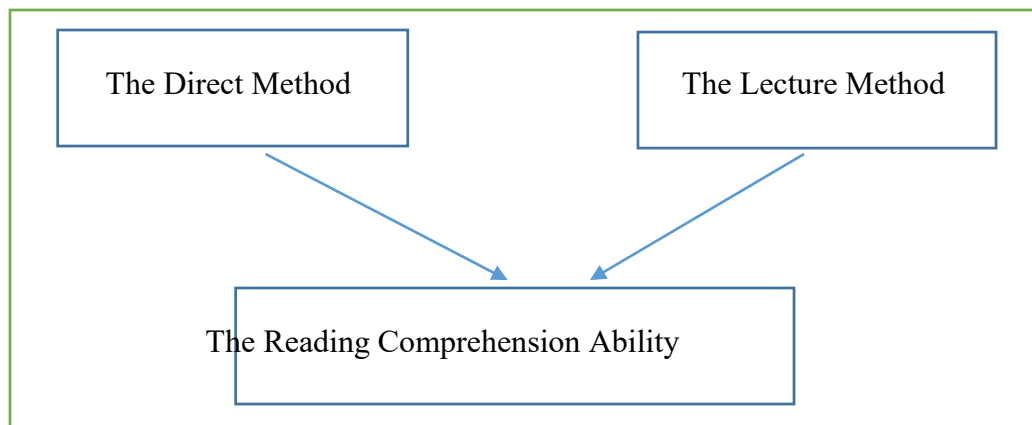 The Direct Method
The Lecture Method
The Reading Comprehension Ability